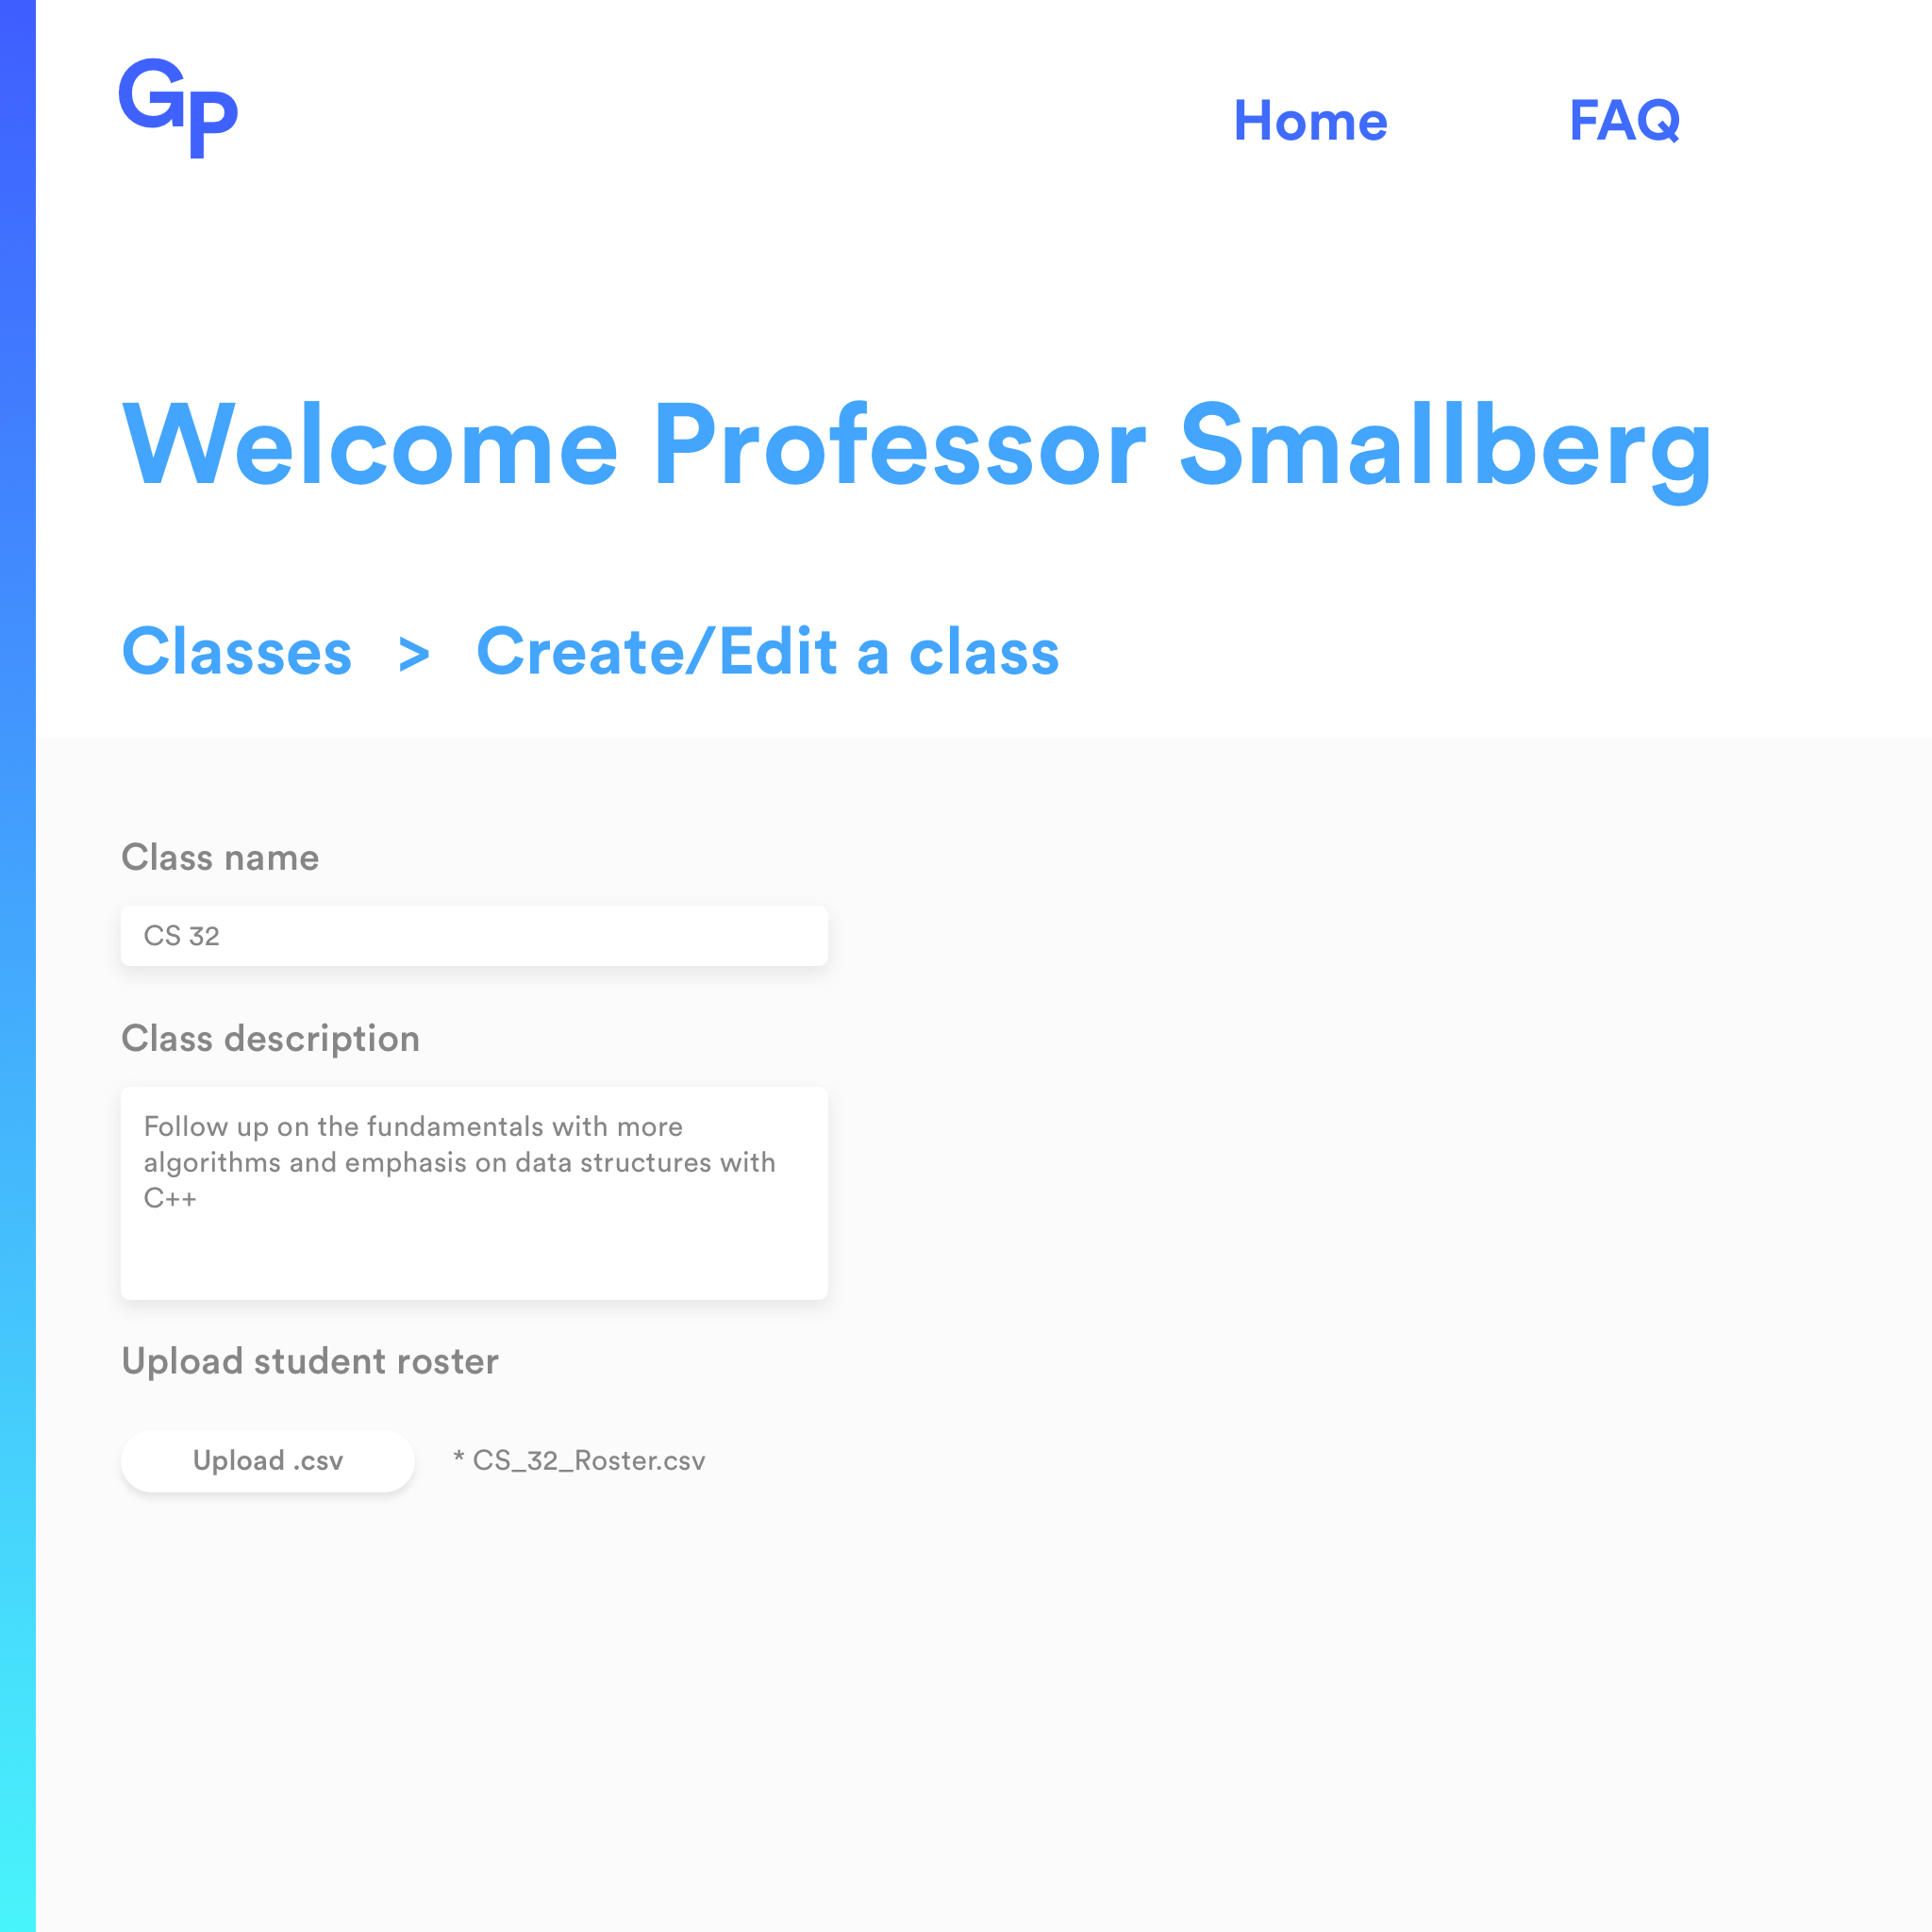 GP
Home FAQ
Welcome Professor Smallberg
Classes > Create/Edit a class
Class name
CS 32
Class description
Follow up on the fundamentals with more
algorithms and emphasis on data structures with
C++
Upload student roster
Upload .csv * CS_32_Roster.csv